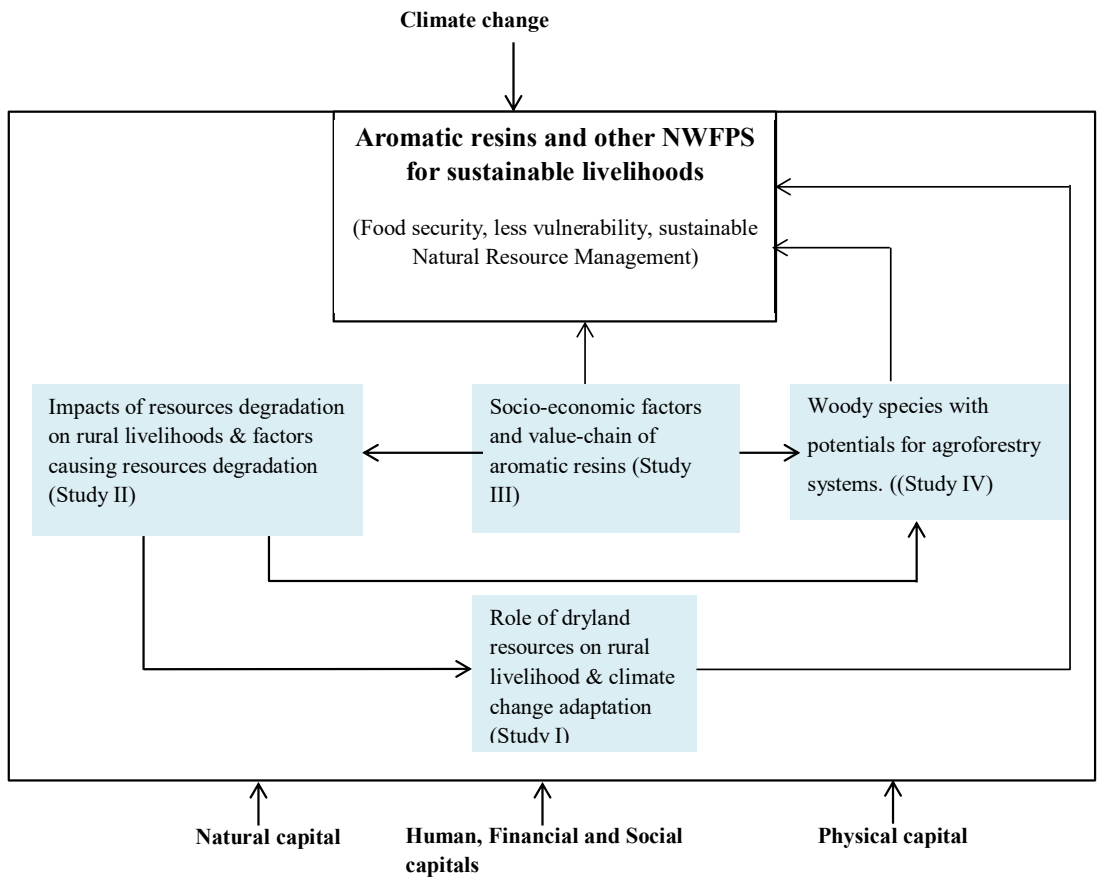 Climate change
Aromatic resins and other NWFPS
for sustainable livelihoods
(Food security, less vulnerability, sustainable
Natural Resource Management)
Impacts of resources degradation
on rural livelihoods & factors
causing resources degradation
(Study II)
Socio-economic factors
and value-chain of
aromatic resins (Study
III)
Woody species with
potentials for agroforestry
systems. ((Study IV)
Role of dryland
resources on rural
livelihood & climate
change adaptation
(Study I)
Natural capital
Human, Financial and Social
capitals
Physical capital